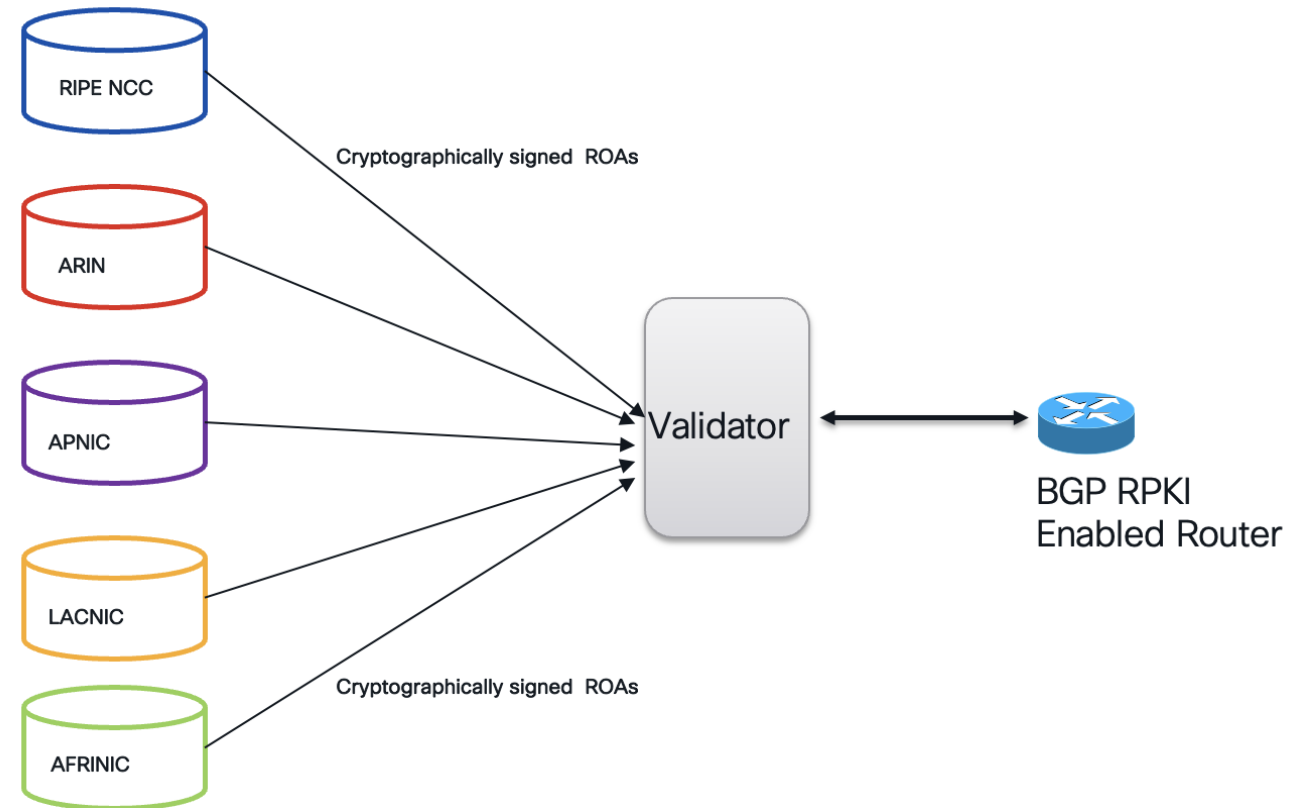 RIPE NCC
Cryptographically signed ROAs
ARIN
APNIC
Validator
BGP RPKI
Enabled Router
LACNIC
Cryptographically signed ROAs
AFRINIC